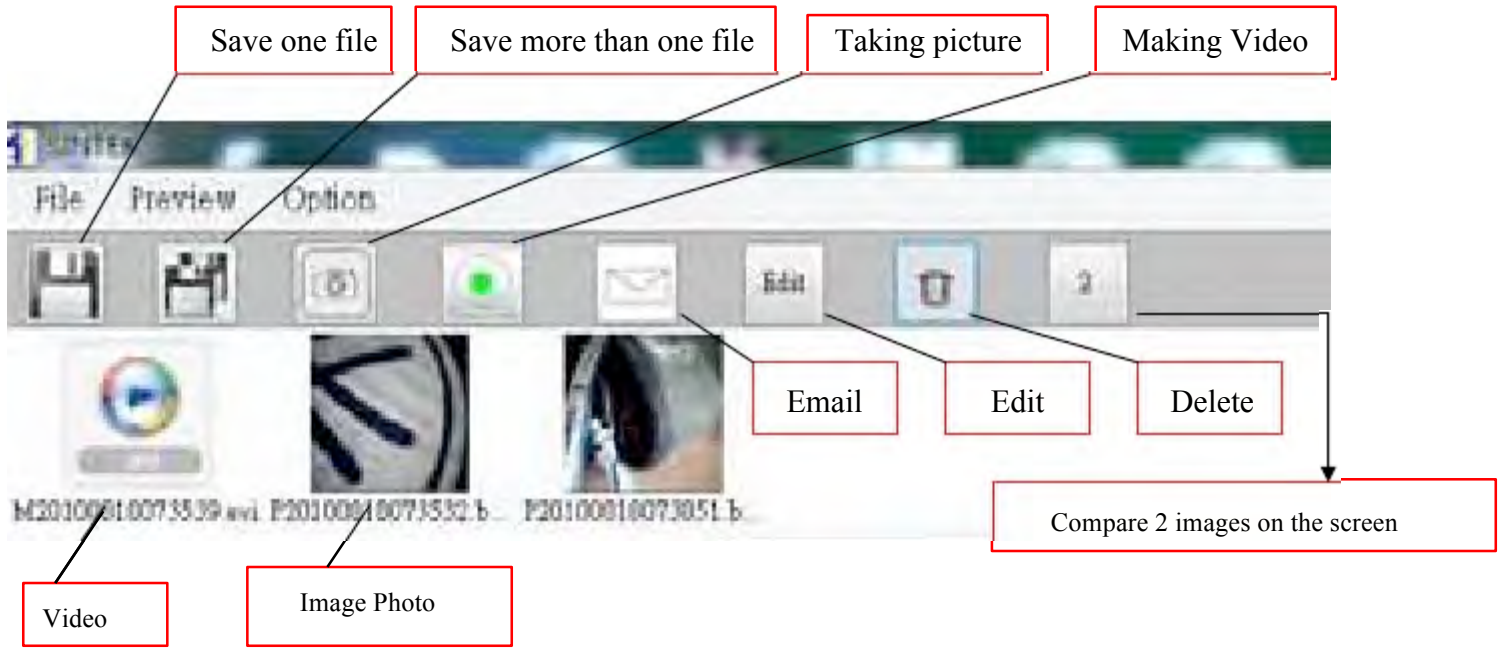 Save one file
Save more than one file
Taking picture
Making Video
File Preview Option
Edit
2
Email
Edit
Delete
Compare 2 images on the screen
Video
Image Photo